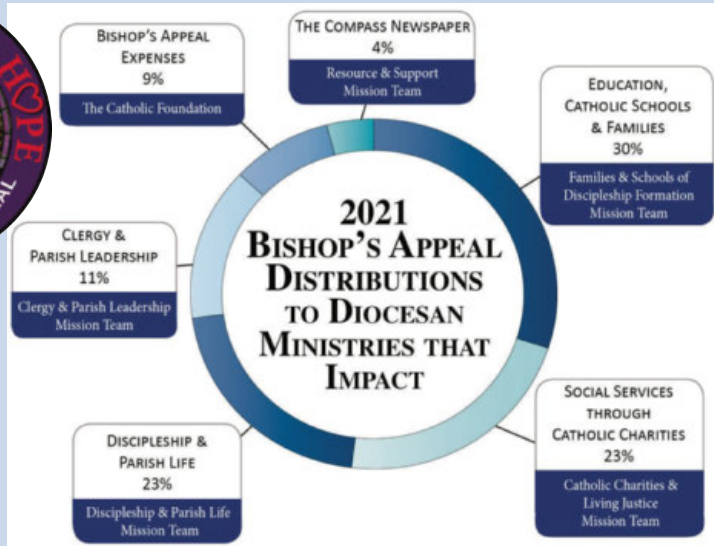 HOPE
AL
BISHOP'S APPEAL
EXPENSES
9%
The Catholic Foundation
THE COMPASS NEWSPAPER
4%
Resource & Support
Mission Team
EDUCATION,
CATHOLIC SCHOOLS
& FAMILIES
30%
Families & Schools of
Discipleship Formation
Mission Team
CLERGY &
PARISH LEADERSHIP
11%
Clergy & Parish Leadership
Mission Team
2021
BISHOP'S APPEAL
DISTRIBUTIONS
TO DIOCESAN
MINISTRIES THAT
IMPACT
DISCIPLESHIP &
PARISH LIFE
23%
Discipleship & Parish Life
Mission Team
SOCIAL SERVICES
THROUGH
CATHOLIC CHARITIES
23%
Catholic Charities &
Living Justice
Mission Team